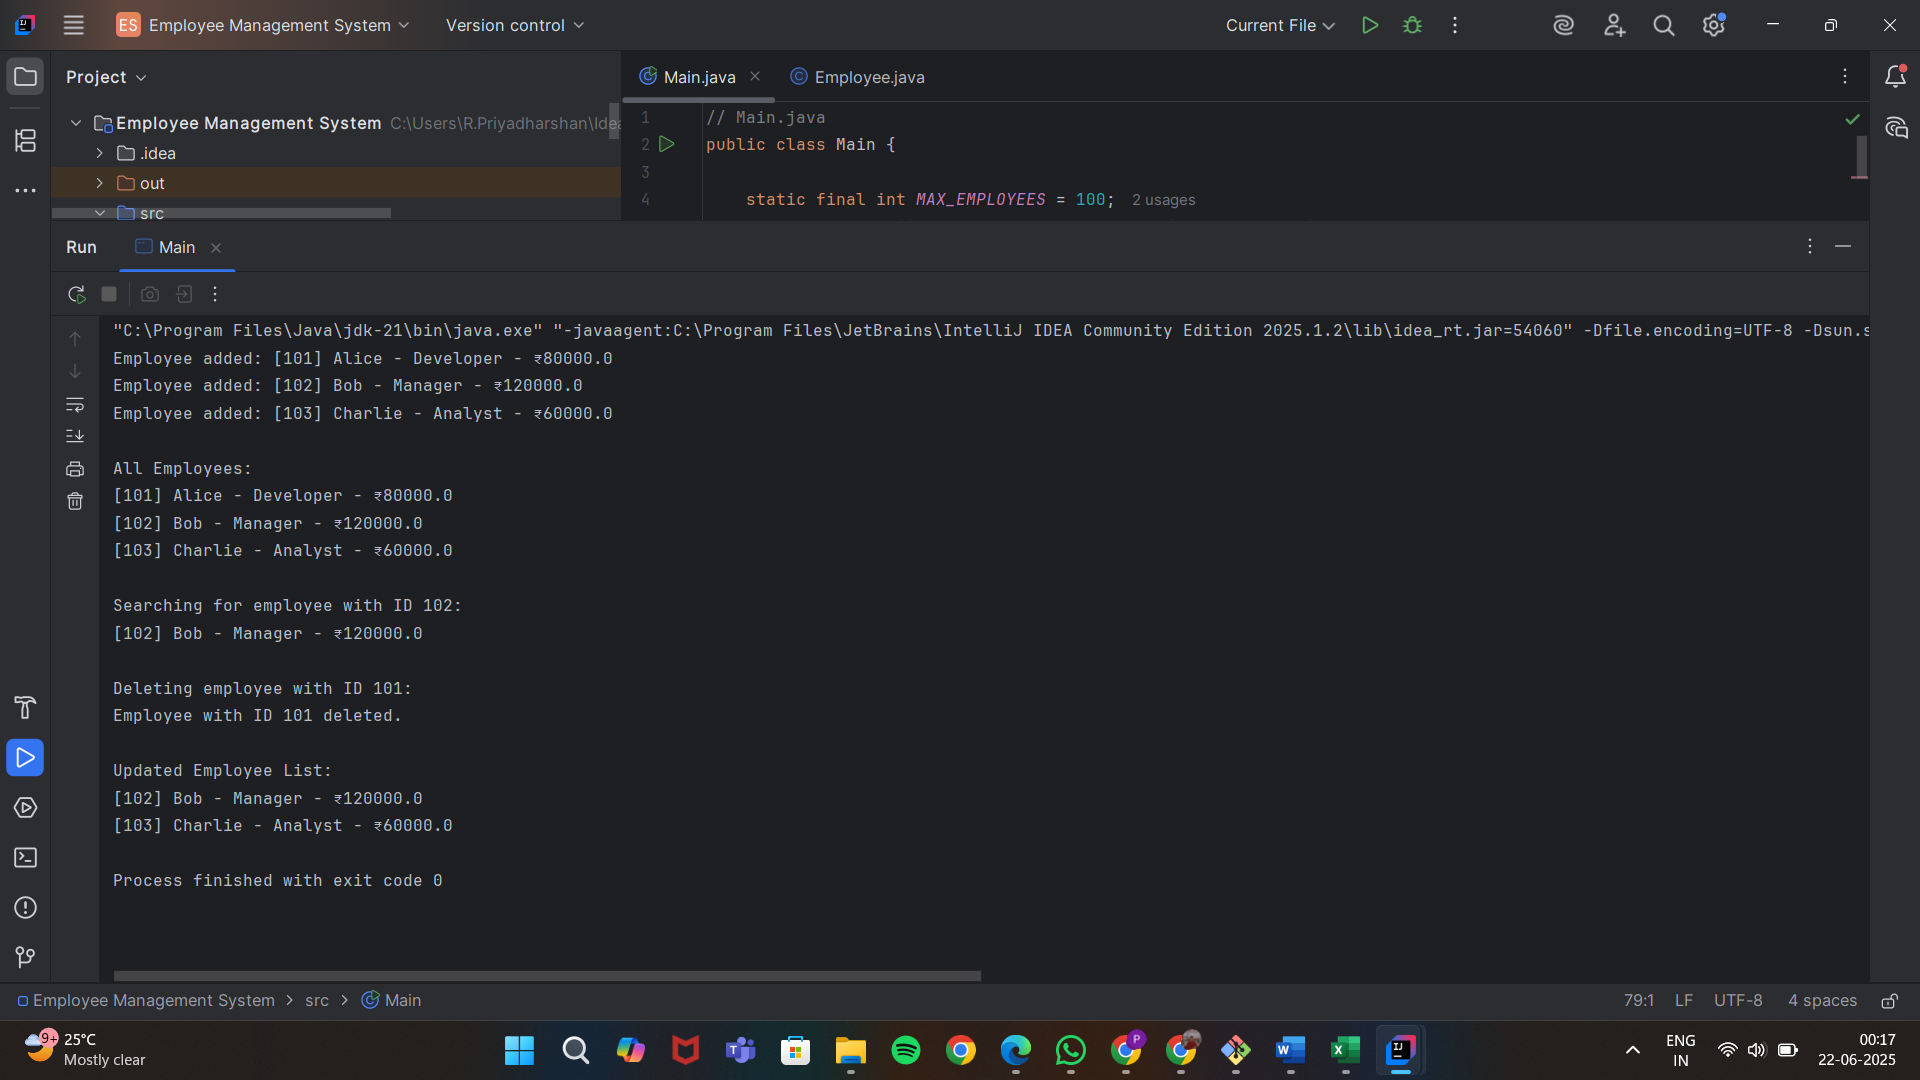 ES Employee Management System Version control Current File
Project
Main.java Employee.java
Employee Management System C:\Users\R.Priyadharshan\Idea
.idea
out
src
1 // Main.java
2 public class Main {
3
4 static final int MAX_EMPLOYEES = 100; 2 usages
Run Main
"C:\Program Files\Java\jdk-21\bin\java.exe" "-javaagent:C:\Program Files\JetBrains\IntelliJ IDEA Community Edition 2025.1.2\lib\idea_rt.jar=54060" -Dfile.encoding=UTF-8 -Dsun.s
Employee added: [101] Alice - Developer - ₹80000.0
Employee added: [102] Bob - Manager - ₹120000.0
Employee added: [103] Charlie - Analyst - ₹60000.0
All Employees:
[101] Alice - Developer - ₹80000.0
[102] Bob - Manager - ₹120000.0
[103] Charlie - Analyst - ₹60000.0
Searching for employee with ID 102:
[102] Bob - Manager - ₹120000.0
Deleting employee with ID 101:
Employee with ID 101 deleted.
Updated Employee List:
[102] Bob - Manager - ₹120000.0
[103] Charlie - Analyst - ₹60000.0
Process finished with exit code 0
Employee Management System > src > Main 79:1 LF UTF-8 4 spaces
9+ 25°C
Mostly clear
ENG
IN
00:17
22-06-2025